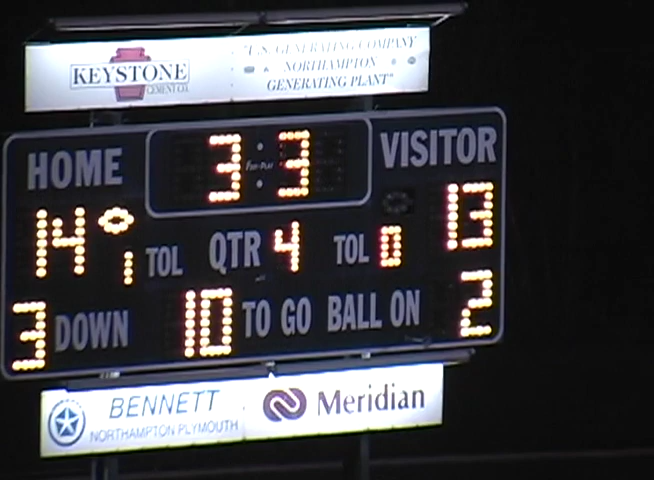 KEYSTONE
CEMENT CO.
"U.S. GENERATING COMPANY
NORTHAMPTON
GENERATING PLANT"
HOME 3 3 VISITOR
14 1 TOL QTR 4 TOL 0 13
3 DOWN 10 TO GO BALL ON 2
BENNETT
NORTHAMPTON PLYMOUTH
Meridian